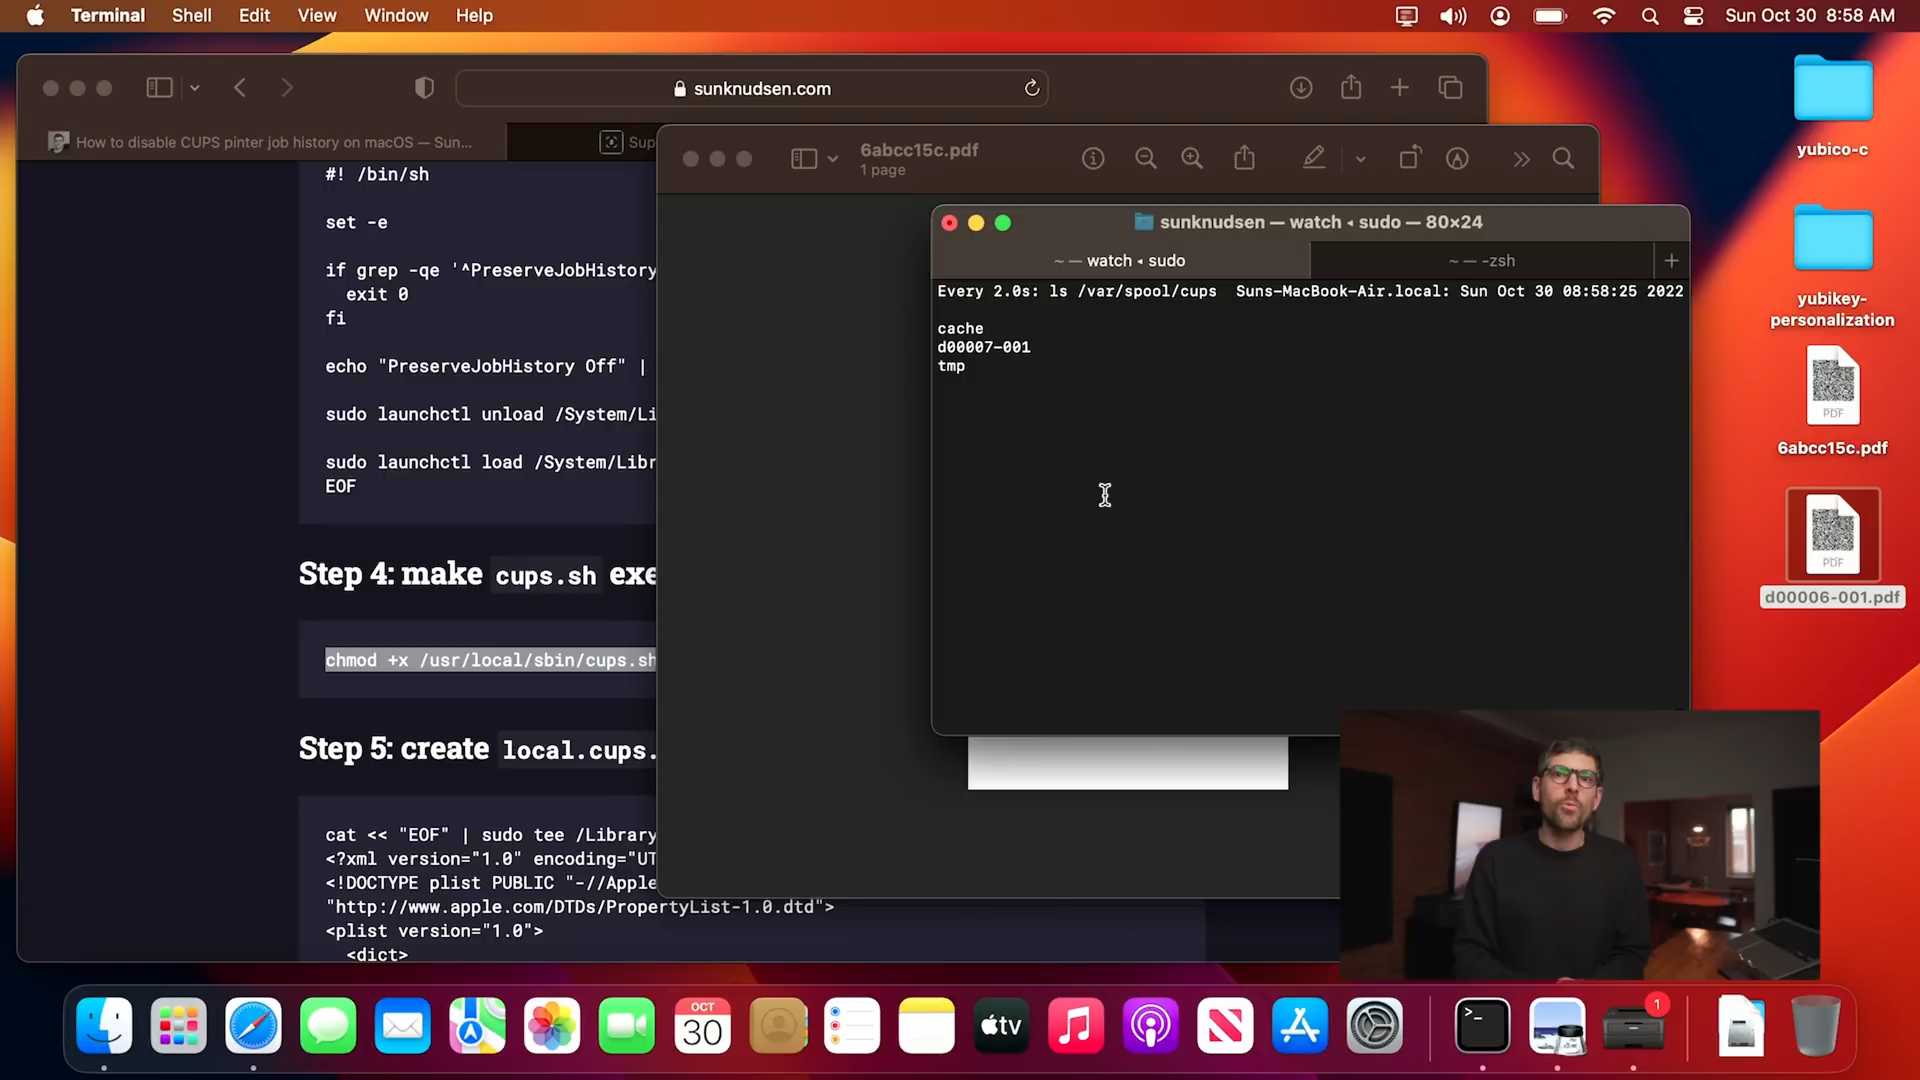 Terminal Shell Edit View Window Help
Sun Oct 30 8:58 AM
sunknudsen.com
How to disable CUPS pinter job history on macOS — Sun...
Sup
6abcc15c.pdf
1 page
#! /bin/sh
set -e
if grep -qe '^PreserveJobHistory
exit 0
fi
echo "PreserveJobHistory Off" |
sudo launchctl unload /System/Li
sudo launchctl load /System/Libr
EOF
Step 4: make cups.sh exe
chmod +x /usr/local/sbin/cups.sh
Step 5: create local.cups.
cat << "EOF" | sudo tee /Library
<?xml version="1.0" encoding="UT
<!DOCTYPE plist PUBLIC "-//Apple
"http://www.apple.com/DTDs/PropertyList-1.0.dtd">
<plist version="1.0">
<dict>
sunknudsen — watch ◂ sudo — 80×24
~ — watch ◂ sudo
~ — -zsh
Every 2.0s: ls /var/spool/cups Suns-MacBook-Air.local: Sun Oct 30 08:58:25 2022
cache
d00007-001
tmp
yubico-c
yubikey-
personalization
PDF
6abcc15c.pdf
PDF
d00006-001.pdf
OCT
30
tv
>_
1